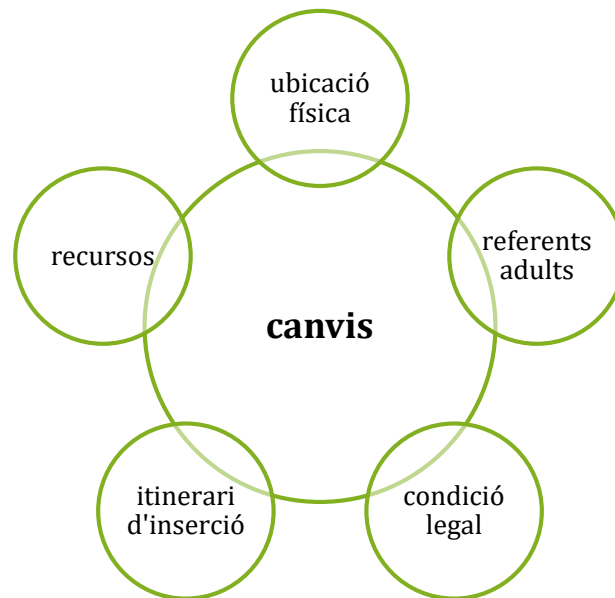 ubicació
física
referents
adults
condició
legal
itinerari
d'inserció
recursos
canvis